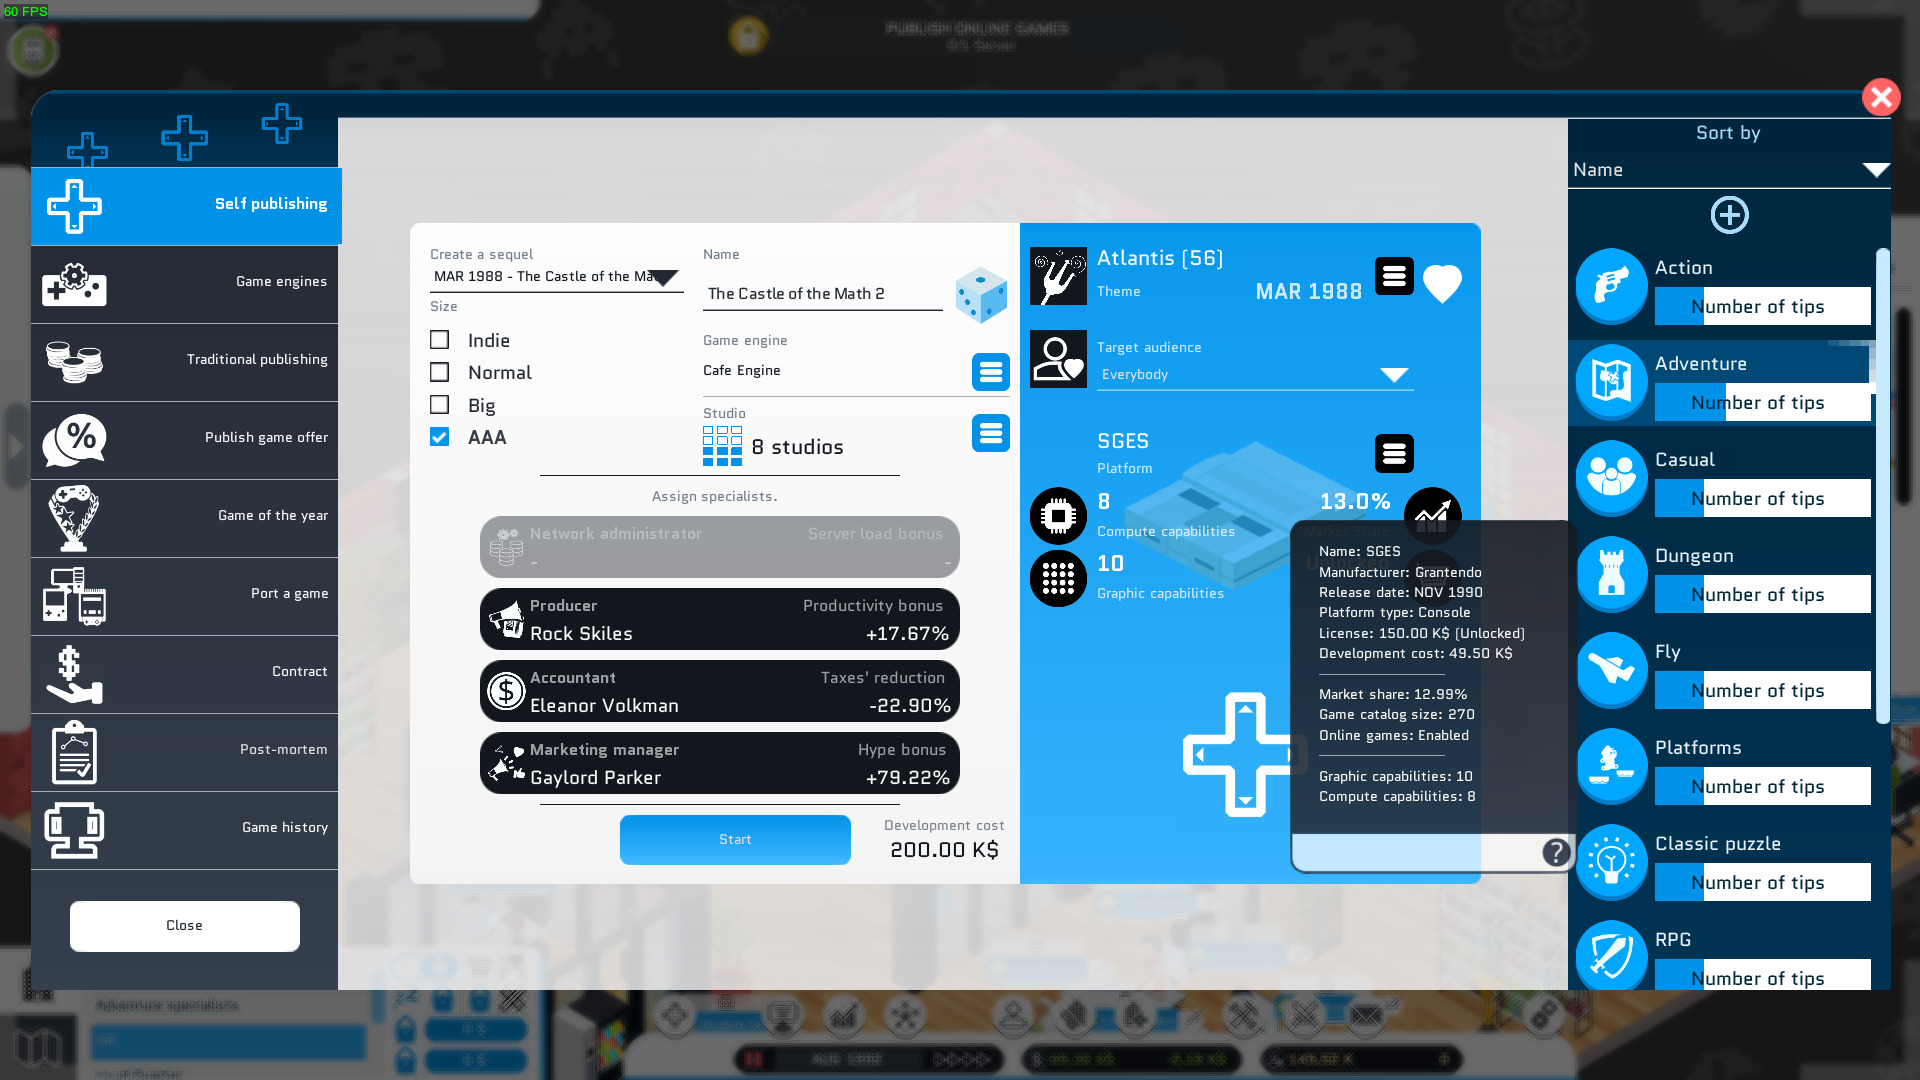 60 FPS
PUBLISH ONLINE GAMES
0/1 Server
Self publishing
Game engines
Traditional publishing
Publish game offer
Game of the year
Port a game
Contract
Post-mortem
Game history
Close
Create a sequel
MAR 1988 - The Castle of the Ma
Size
Indie
Normal
Big
AAA
Name
The Castle of the Math 2
Game engine
Cafe Engine
Studio
8 studios
Assign specialists.
Network administrator
Server load bonus
-
-
Producer
Productivity bonus
Rock Skiles
+17.67%
Accountant
Taxes' reduction
Eleanor Volkman
-22.90%
Marketing manager
Hype bonus
Gaylord Parker
+79.22%
Start
Development cost
200.00 K$
Atlantis (56)
Theme
MAR 1988
Target audience
Everybody
SGES
Platform
8
Compute capabilities
13.0%
Market share
10
Graphic capabilities
Unlocked
Name: SGES
Manufacturer: Grantendo
Release date: NOV 1990
Platform type: Console
License: 150.00 K$ (Unlocked)
Development cost: 49.50 K$
Market share: 12.99%
Game catalog size: 270
Online games: Enabled
Graphic capabilities: 10
Compute capabilities: 8
?
Sort by
Name
Action
Number of tips
Adventure
Number of tips
Casual
Number of tips
Dungeon
Number of tips
Fly
Number of tips
Platforms
Number of tips
Classic puzzle
Number of tips
RPG
Number of tips
Adventure specialists